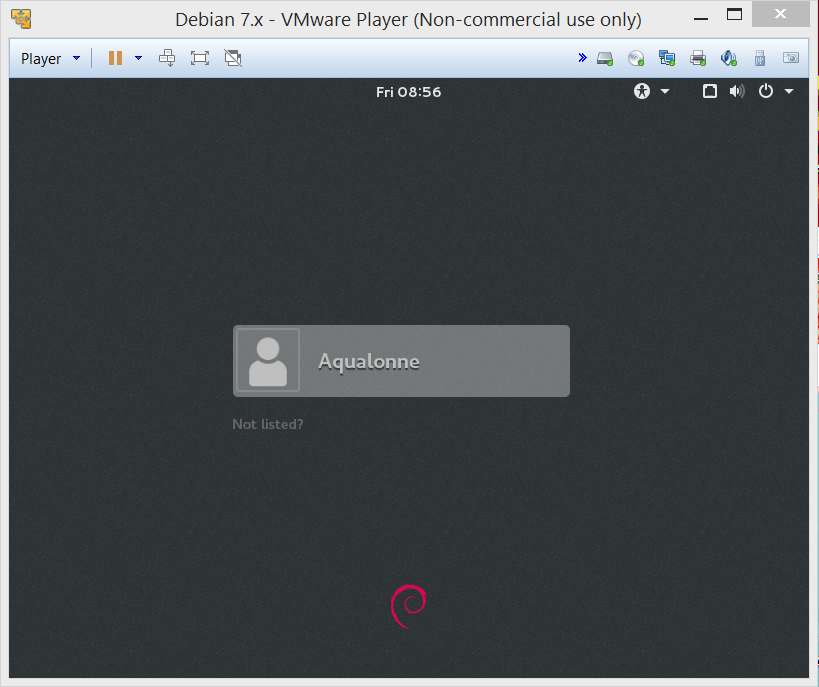 Debian 7.x - VMware Player (Non-commercial use only)
Player
Fri 08:56
Aqualonne
Not listed?